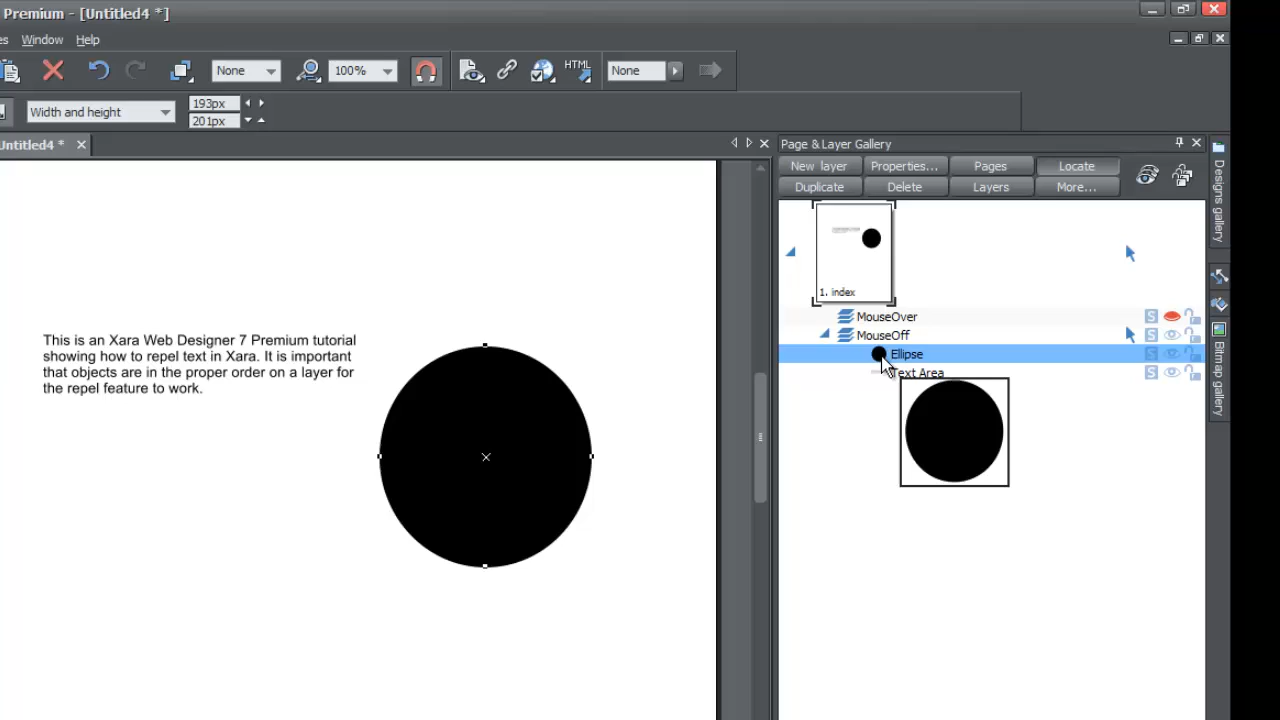 Premium - [Untitled4 *]
es Window Help
None 100% HTML None
Width and height 193px
201px
Untitled4 *
Page & Layer Gallery
New layer Properties... Pages Locate
Duplicate Delete Layers More...
1. index
MouseOver
MouseOff
Ellipse
Text Area
This is an Xara Web Designer 7 Premium tutorial
showing how to repel text in Xara. It is important
that objects are in the proper order on a layer for
the repel feature to work.
Designs gallery
Bitmap gallery